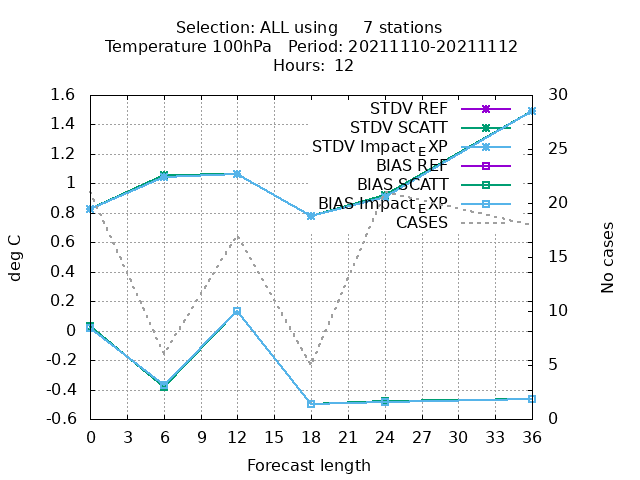 Selection: ALL using 7 stations
Temperature 100hPa Period: 20211110-20211112
Hours: 12
1.6
1.4
1.2
1
0.8
0.6
0.4
0.2
0
-0.2
-0.4
-0.6
deg C
STDV REF
STDV SCATT
STDV Impact_EXP
BIAS REF
BIAS SCATT
BIAS Impact_EXP
CASES
30
25
20
15
10
5
0
No cases
0 3 6 9 12 15 18 21 24 27 30 33 36
Forecast length